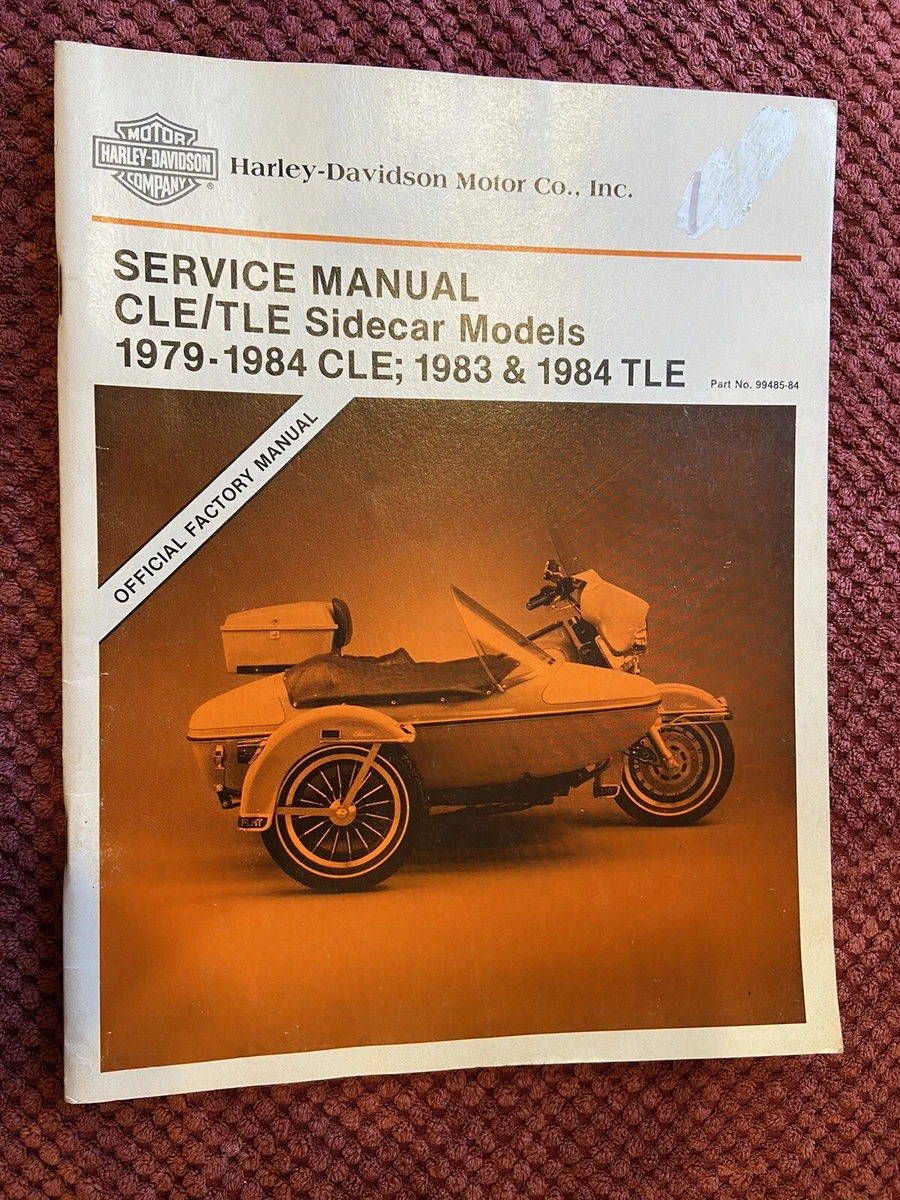 MOTOR
HARLEY-DAVIDSON
COMPANY
®
Harley-Davidson Motor Co., Inc.
SERVICE MANUAL
CLE/TLE Sidecar Models
1979-1984 CLE; 1983 & 1984 TLE
Part No. 99485-84
OFFICIAL FACTORY MANUAL
FLHT